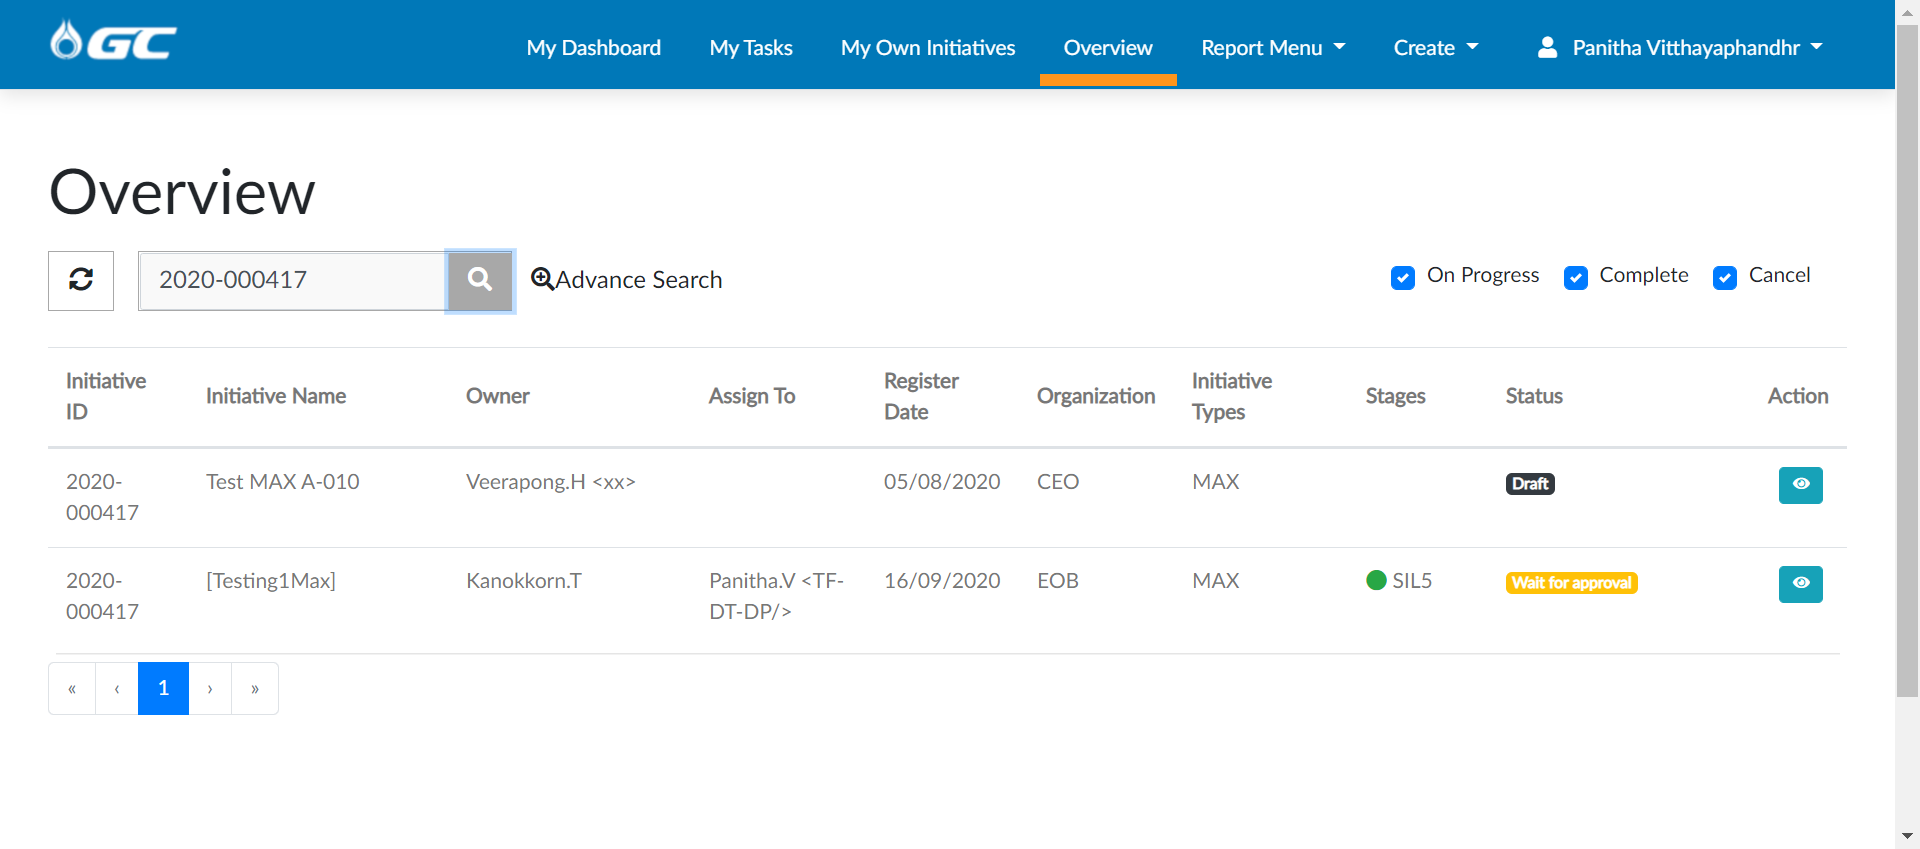 GC
My Dashboard
My Tasks
My Own Initiatives
Overview
Report Menu
Create
Panitha Vitthayaphandhr
Overview
2020-000417
Advance Search
On Progress
Complete
Cancel
Initiative
ID
Initiative Name
Owner
Assign To
Register
Date
Organization
Initiative
Types
Stages
Status
Action
2020-
000417
Test MAX A-010
Veerapong.H <xx>
05/08/2020
CEO
MAX
Draft
2020-
000417
[Testing1Max]
Kanokkorn.T
Panitha.V <TF-
DT-DP/>
16/09/2020
EOB
MAX
SIL5
Wait for approval
« ‹ 1 › »